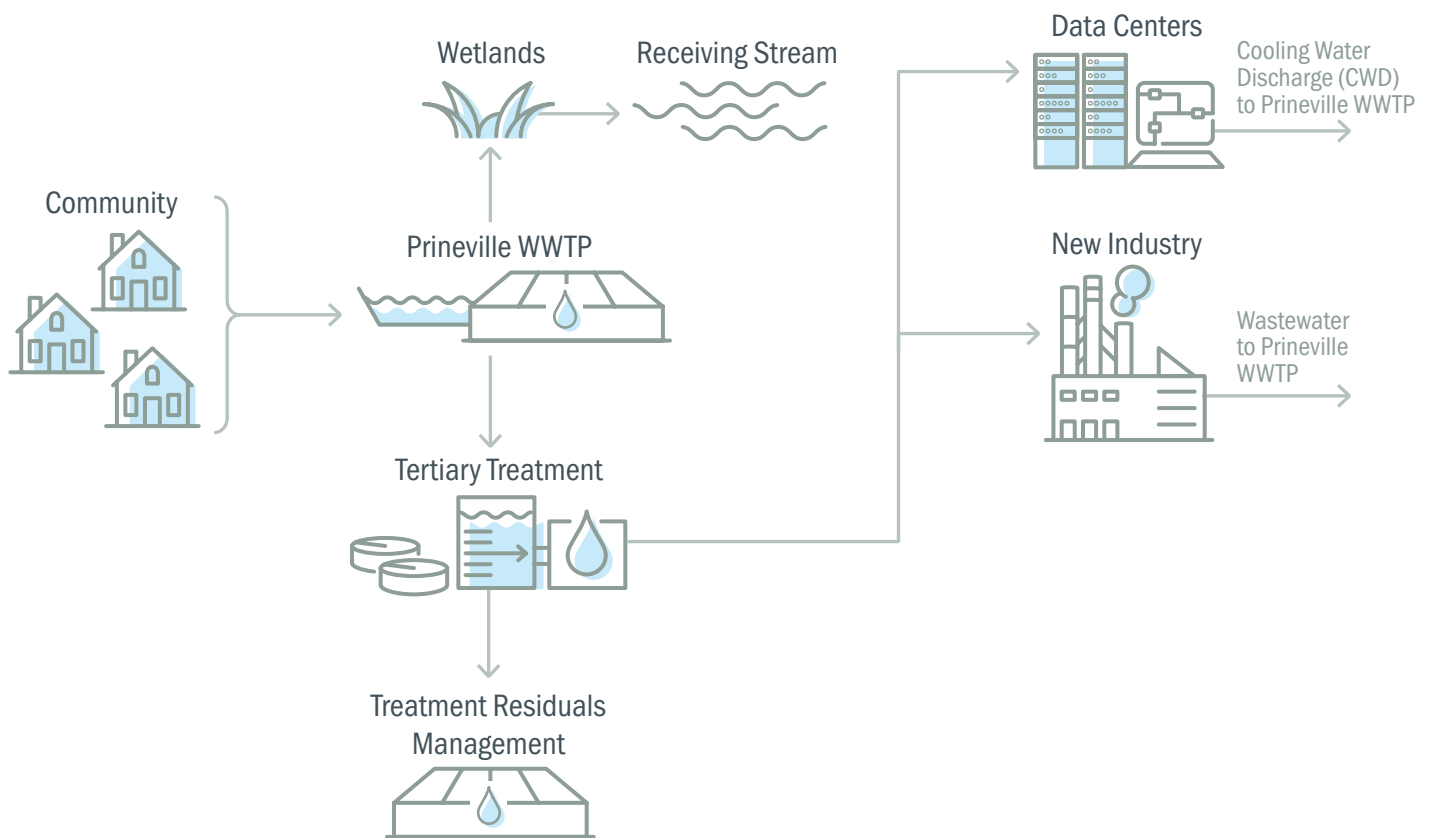 Data Centers
Wetlands
Receiving Stream
Cooling Water
Discharge (CWD)
to Prineville WWTP
Community
Prineville WWTP
New Industry
Wastewater
to Prineville
WWTP
Tertiary Treatment
Treatment Residuals
Management